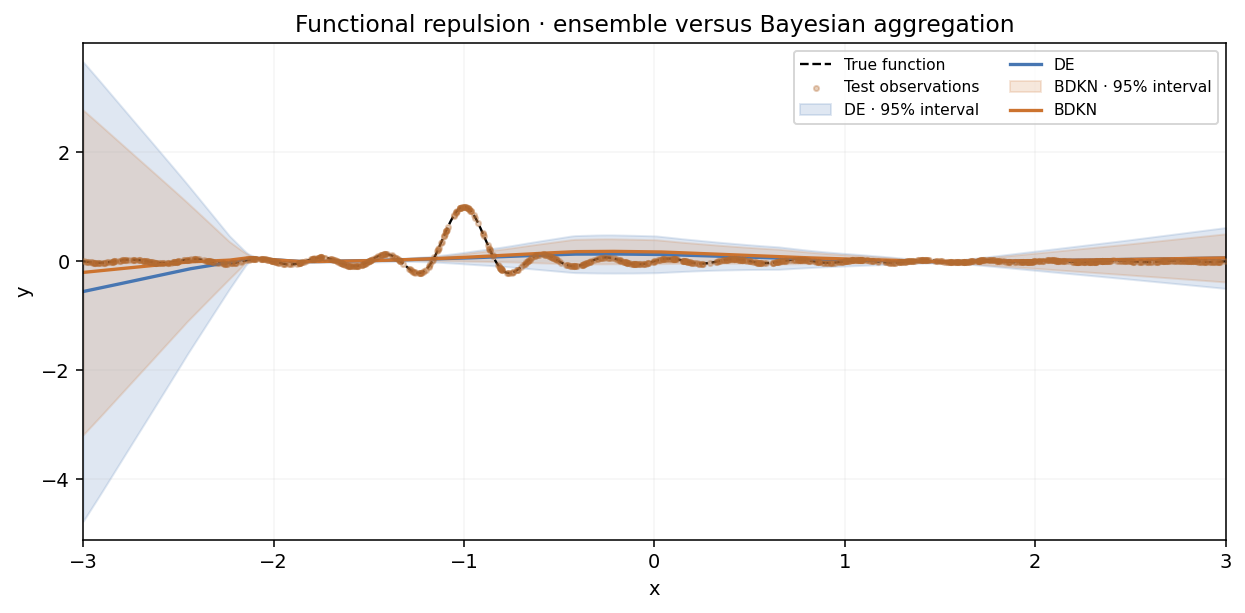 Functional repulsion · ensemble versus Bayesian aggregation
True function
Test observations
DE · 95% interval
DE
BDKN · 95% interval
BDKN
y
2
0
−2
−4
−3
−2
−1
0
1
2
3
x